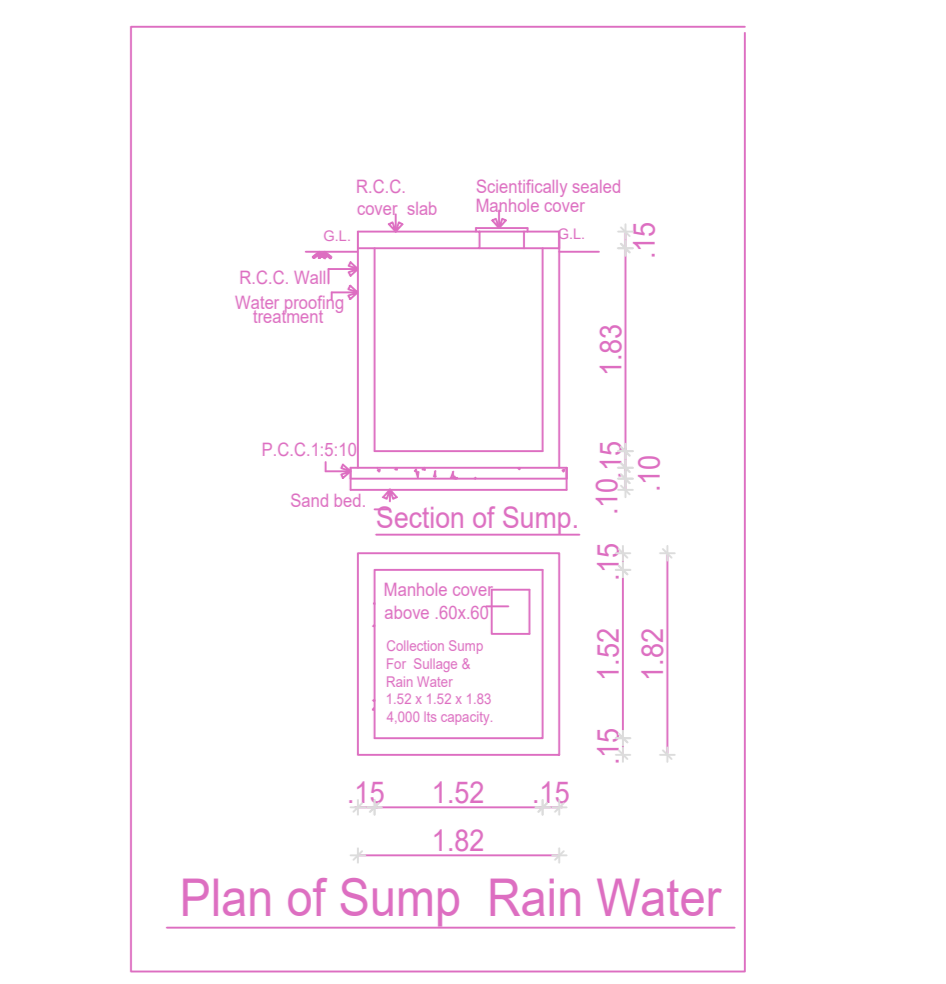 R.C.C.
cover slab
Scientifically sealed
Manhole cover
G.L.
G.L.
.15
R.C.C. Wall
Water proofing
treatment
1.83
P.C.C.1:5:10
.15
.10
.10
Sand bed.
Section of Sump.
.15
Manhole cover
above .60x.60
Collection Sump
For Sullage &
Rain Water
1.52 x 1.52 x 1.83
4,000 lts capacity.
1.52
1.82
.15
.15 1.52 .15
1.82
Plan of Sump Rain Water